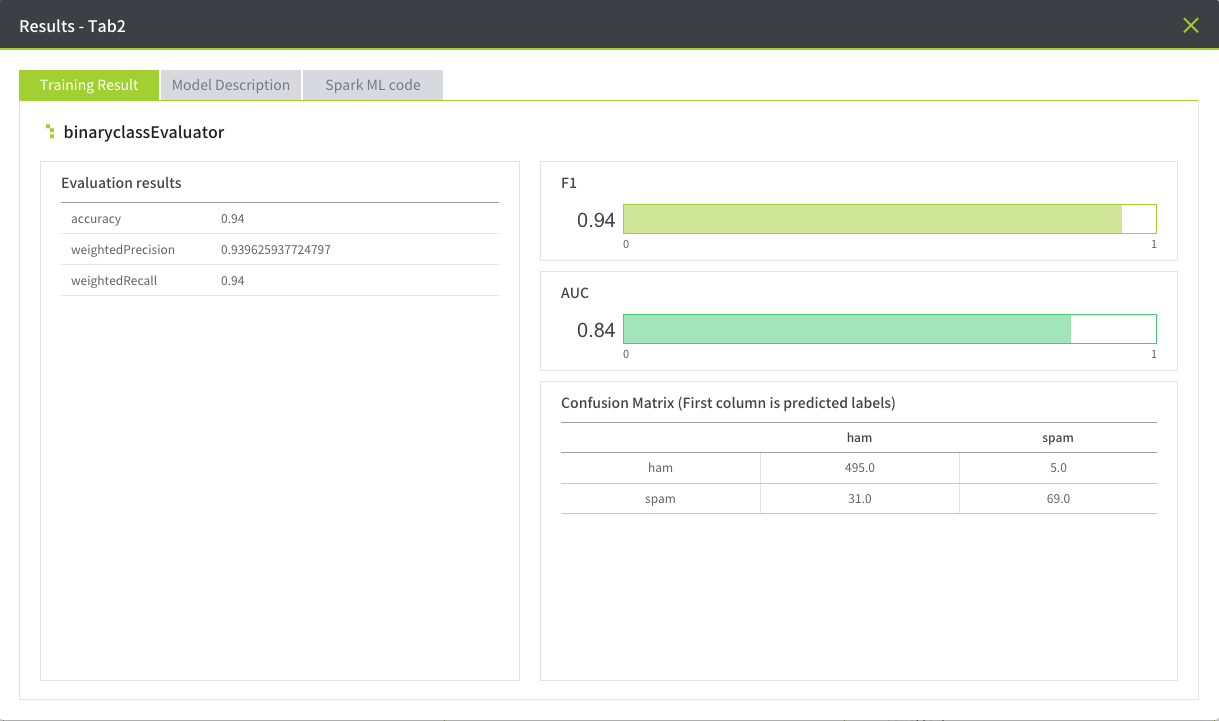 Results - Tab2
Training Result
Model Description
Spark ML code
binaryclassEvaluator
Evaluation results
accuracy 0.94
weightedPrecision 0.939625937724797
weightedRecall 0.94
F1
0.94
0 1
AUC
0.84
0 1
Confusion Matrix (First column is predicted labels)
ham spam
ham 495.0 5.0
spam 31.0 69.0